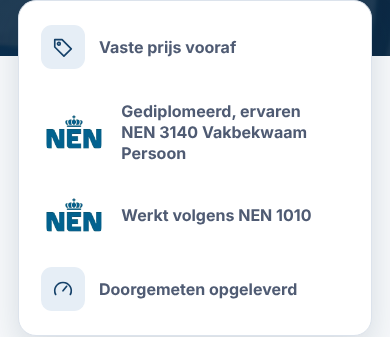 Vaste prijs vooraf
Gediplomeerd, ervaren
NEN
NEN 3140 Vakbekwaam
Persoon
NEN
Werkt volgens NEN 1010
Doorgemeten opgeleverd